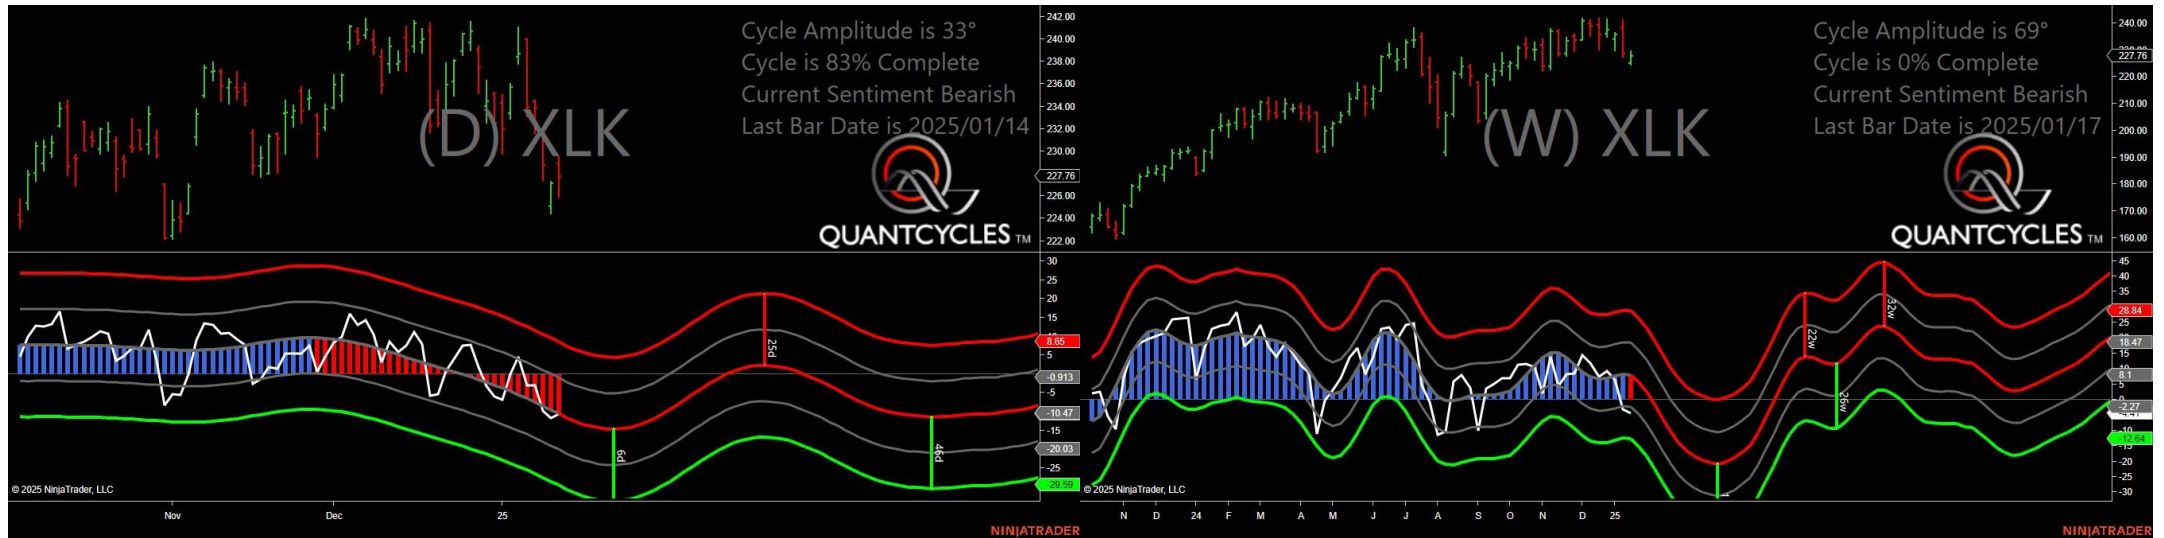 Cycle Amplitude is 33°
Cycle is 83% Complete
Current Sentiment Bearish
Last Bar Date is 2025/01/14
(D) XLK
QUANTCYCLES TM
242.00
240.00
238.00
236.00
234.00
232.00
230.00
227.76
226.00
224.00
222.00
30
25
20
15
8.65
5
-0.913
-5
-10.47
-15
-20.03
-25
-29.59
6d
25d
46d
© 2025 NinjaTrader, LLC
Nov
Dec
25
NINJATRADER
Cycle Amplitude is 69°
Cycle is 0% Complete
Current Sentiment Bearish
Last Bar Date is 2025/01/17
(W) XLK
QUANTCYCLES TM
240.00
227.76
220.00
210.00
200.00
190.00
180.00
170.00
160.00
45
40
35
28.84
25
18.47
15
8.1
5
-2.27
-10
-12.64
-15
-20
-25
-30
22w
26w
32w
© 2025 NinjaTrader, LLC
N D 24 F M A M J J A S O N D 25
NINJATRADER